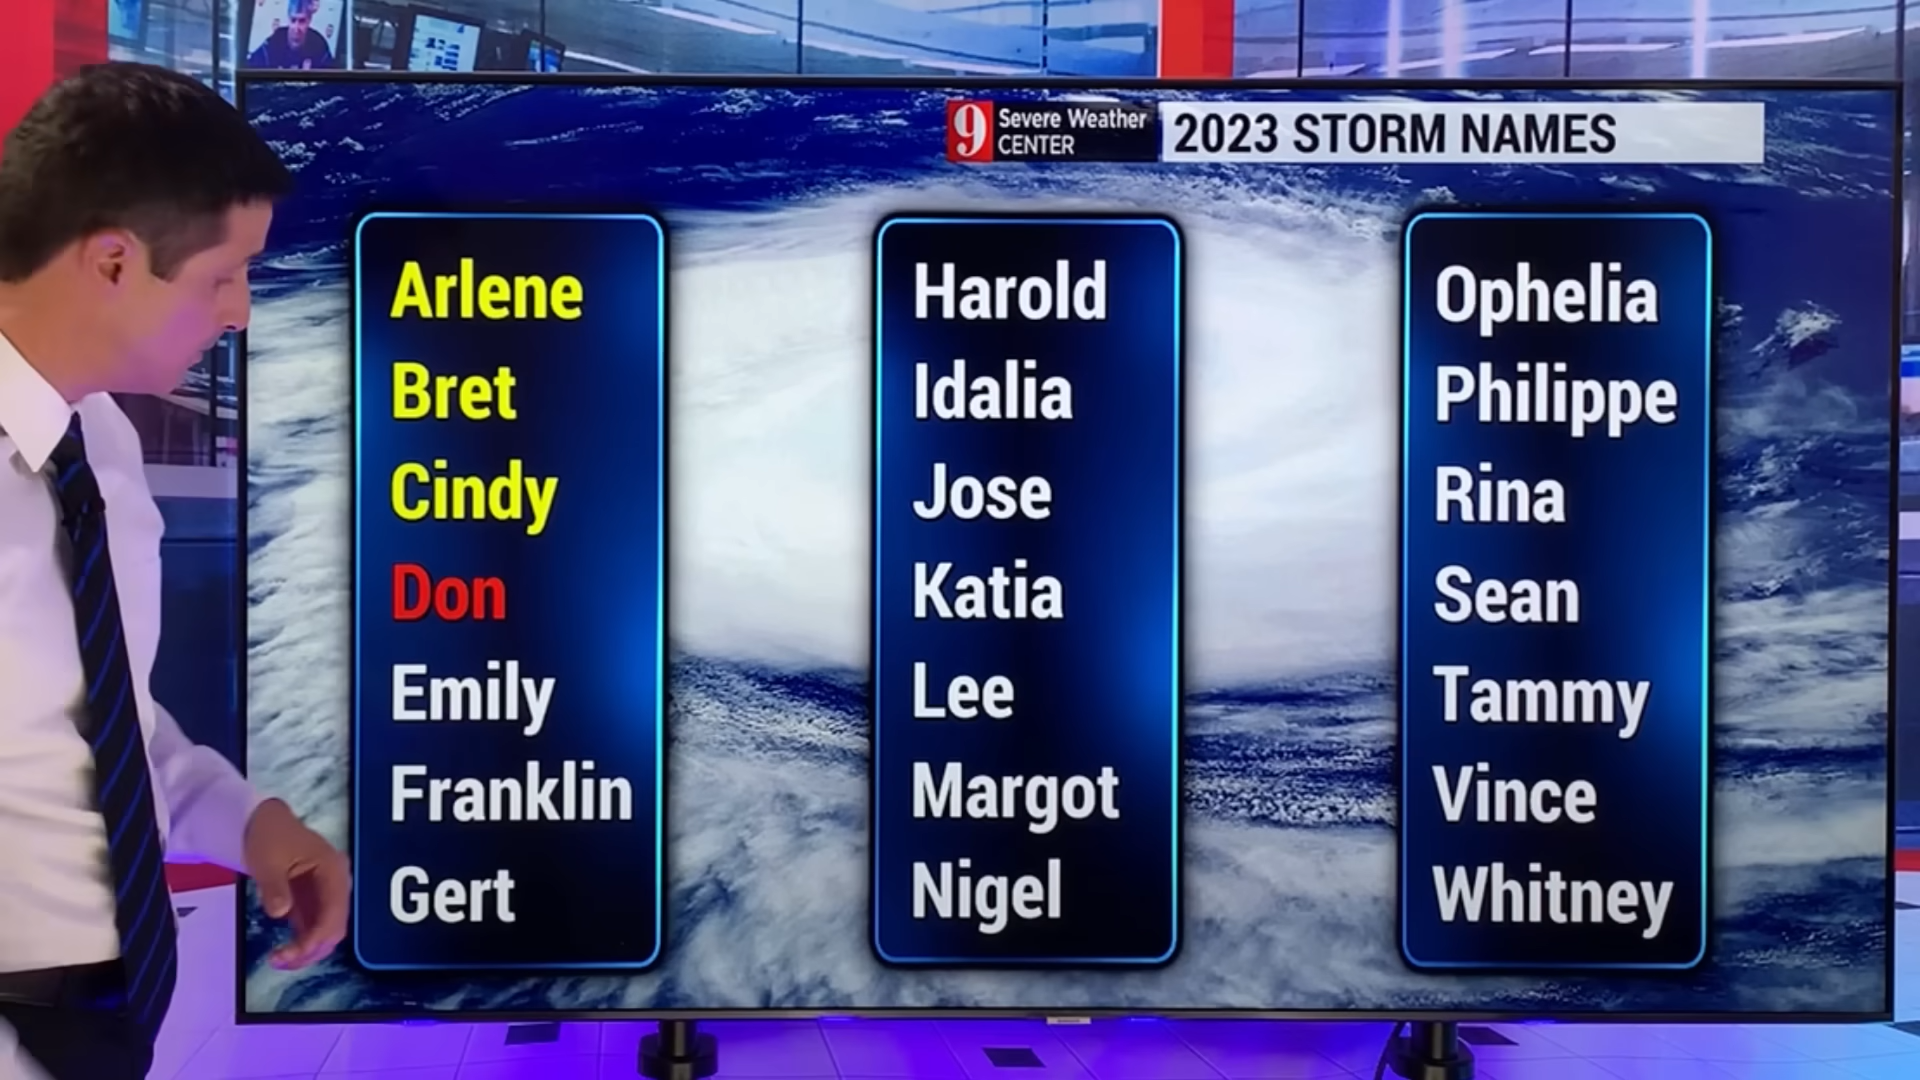 9 Severe Weather
CENTER
2023 STORM NAMES
Arlene
Bret
Cindy
Don
Emily
Franklin
Gert
Harold
Idalia
Jose
Katia
Lee
Margot
Nigel
Ophelia
Philippe
Rina
Sean
Tammy
Vince
Whitney